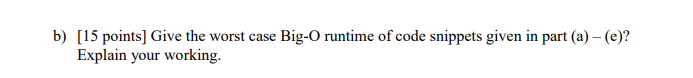 b) [15 points] Give the worst case Big-O runtime of code snippets given in part (a) – (e)?
Explain your working.